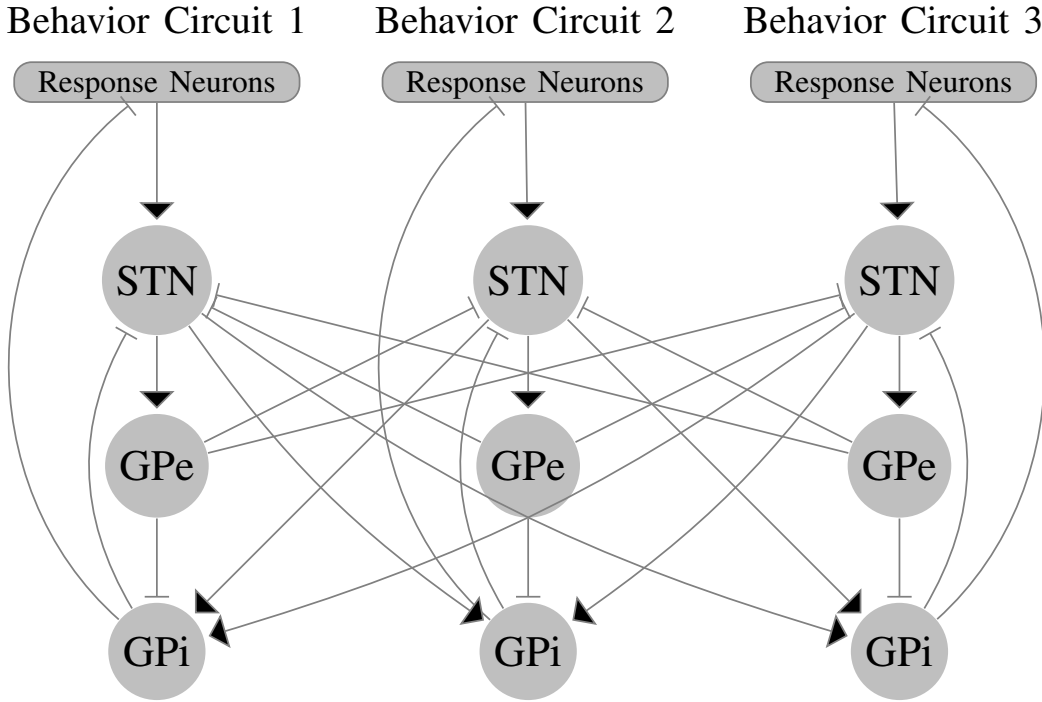 Behavior Circuit 1
Behavior Circuit 2
Behavior Circuit 3
Response Neurons
Response Neurons
Response Neurons
STN
STN
STN
GPe
GPe
GPe
GPi
GPi
GPi